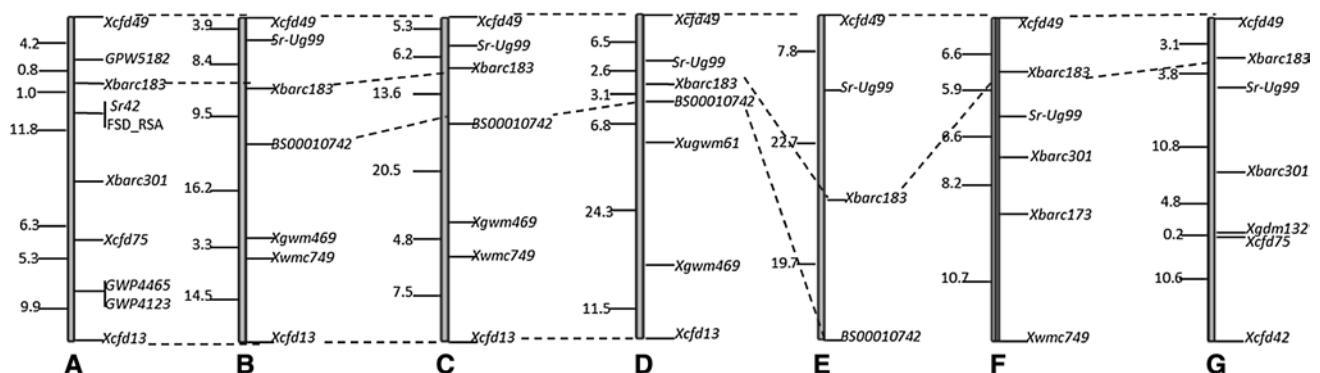 4.2
0.8
1.0
11.8
6.3
5.3
9.9
GPW5182
Xbarc183
Sr42
FSD_RSA
Xbarc301
Xcfd75
GWP4465
GWP4123
Xcfd13
A
3.9
8.4
9.5
16.2
3.3
14.5
Xcfd49
Sr-Ug99
Xbarc183
BS00010742
Xgwm469
Xwmc749
Xcfd13
B
5.3
6.2
13.6
20.5
4.8
7.5
Xcfd49
Sr-Ug99
Xbarc183
BS00010742
Xgwm469
Xwmc749
Xcfd13
C
6.5
2.6
3.1
6.8
24.3
11.5
Xcfd49
Sr-Ug99
Xbarc183
BS00010742
Xugwm61
Xgwm469
Xcfd13
D
7.8
22.7
19.7
Xcfd49
Sr-Ug99
Xbarc183
BS00010742
E
6.6
5.9
6.6
8.2
10.7
Xcfd49
Xbarc183
Sr-Ug99
Xbarc301
Xbarc173
Xwmc749
F
3.1
3.8
10.8
4.8
0.2
10.6
Xcfd49
Xbarc183
Sr-Ug99
Xbarc301
Xgdm132
Xcfd75
Xcfd42
G